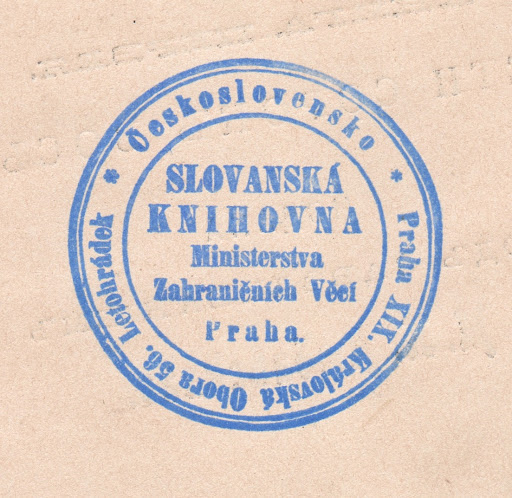 * Československo *
Praha XIX. Královská Obora 56. Letohrádek
SLOVANSKÁ
KNIHOVNA
Ministerstva
Zahraničních Věcí
Praha.